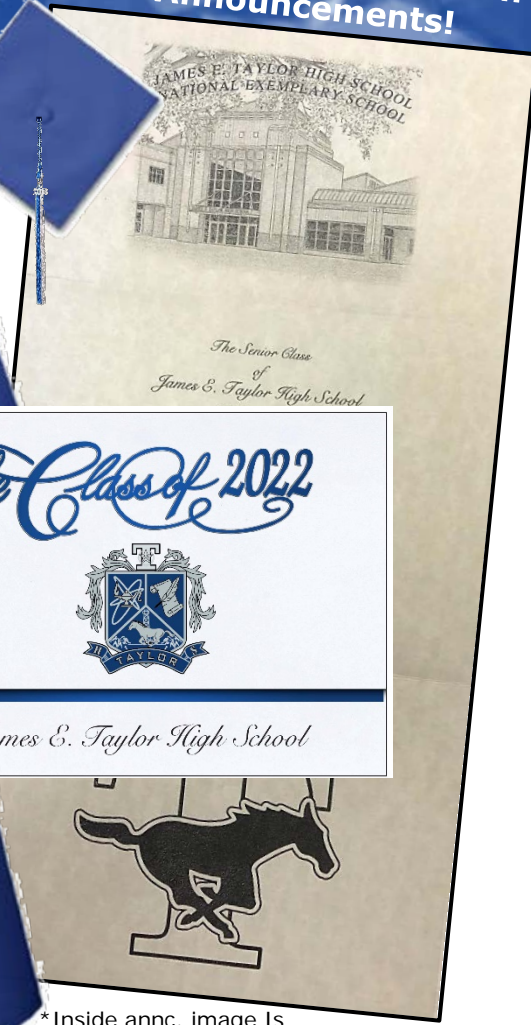 Announcements!
JAMES E. TAYLOR HIGH SCHOOL
NATIONAL EXEMPLARY SCHOOL
The Senior Class
of
James E. Taylor High School
Class of 2022
T
H S
TAYLOR
James E. Taylor High School
*Inside annc. image Is